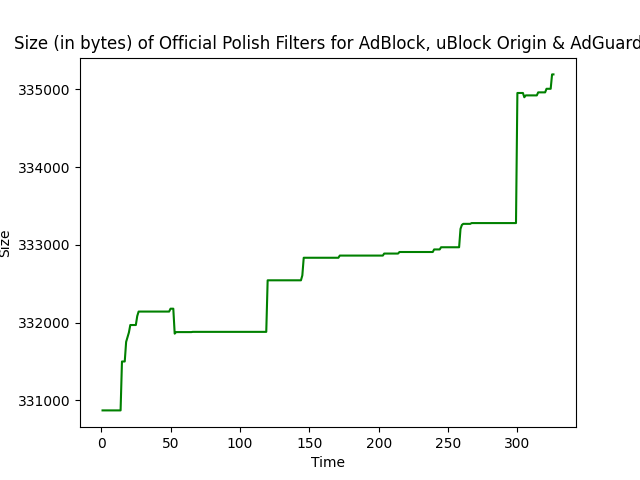 Size (in bytes) of Official Polish Filters for AdBlock, uBlock Origin & AdGuard
335000
334000
333000
332000
331000
Size
0 50 100 150 200 250 300
Time